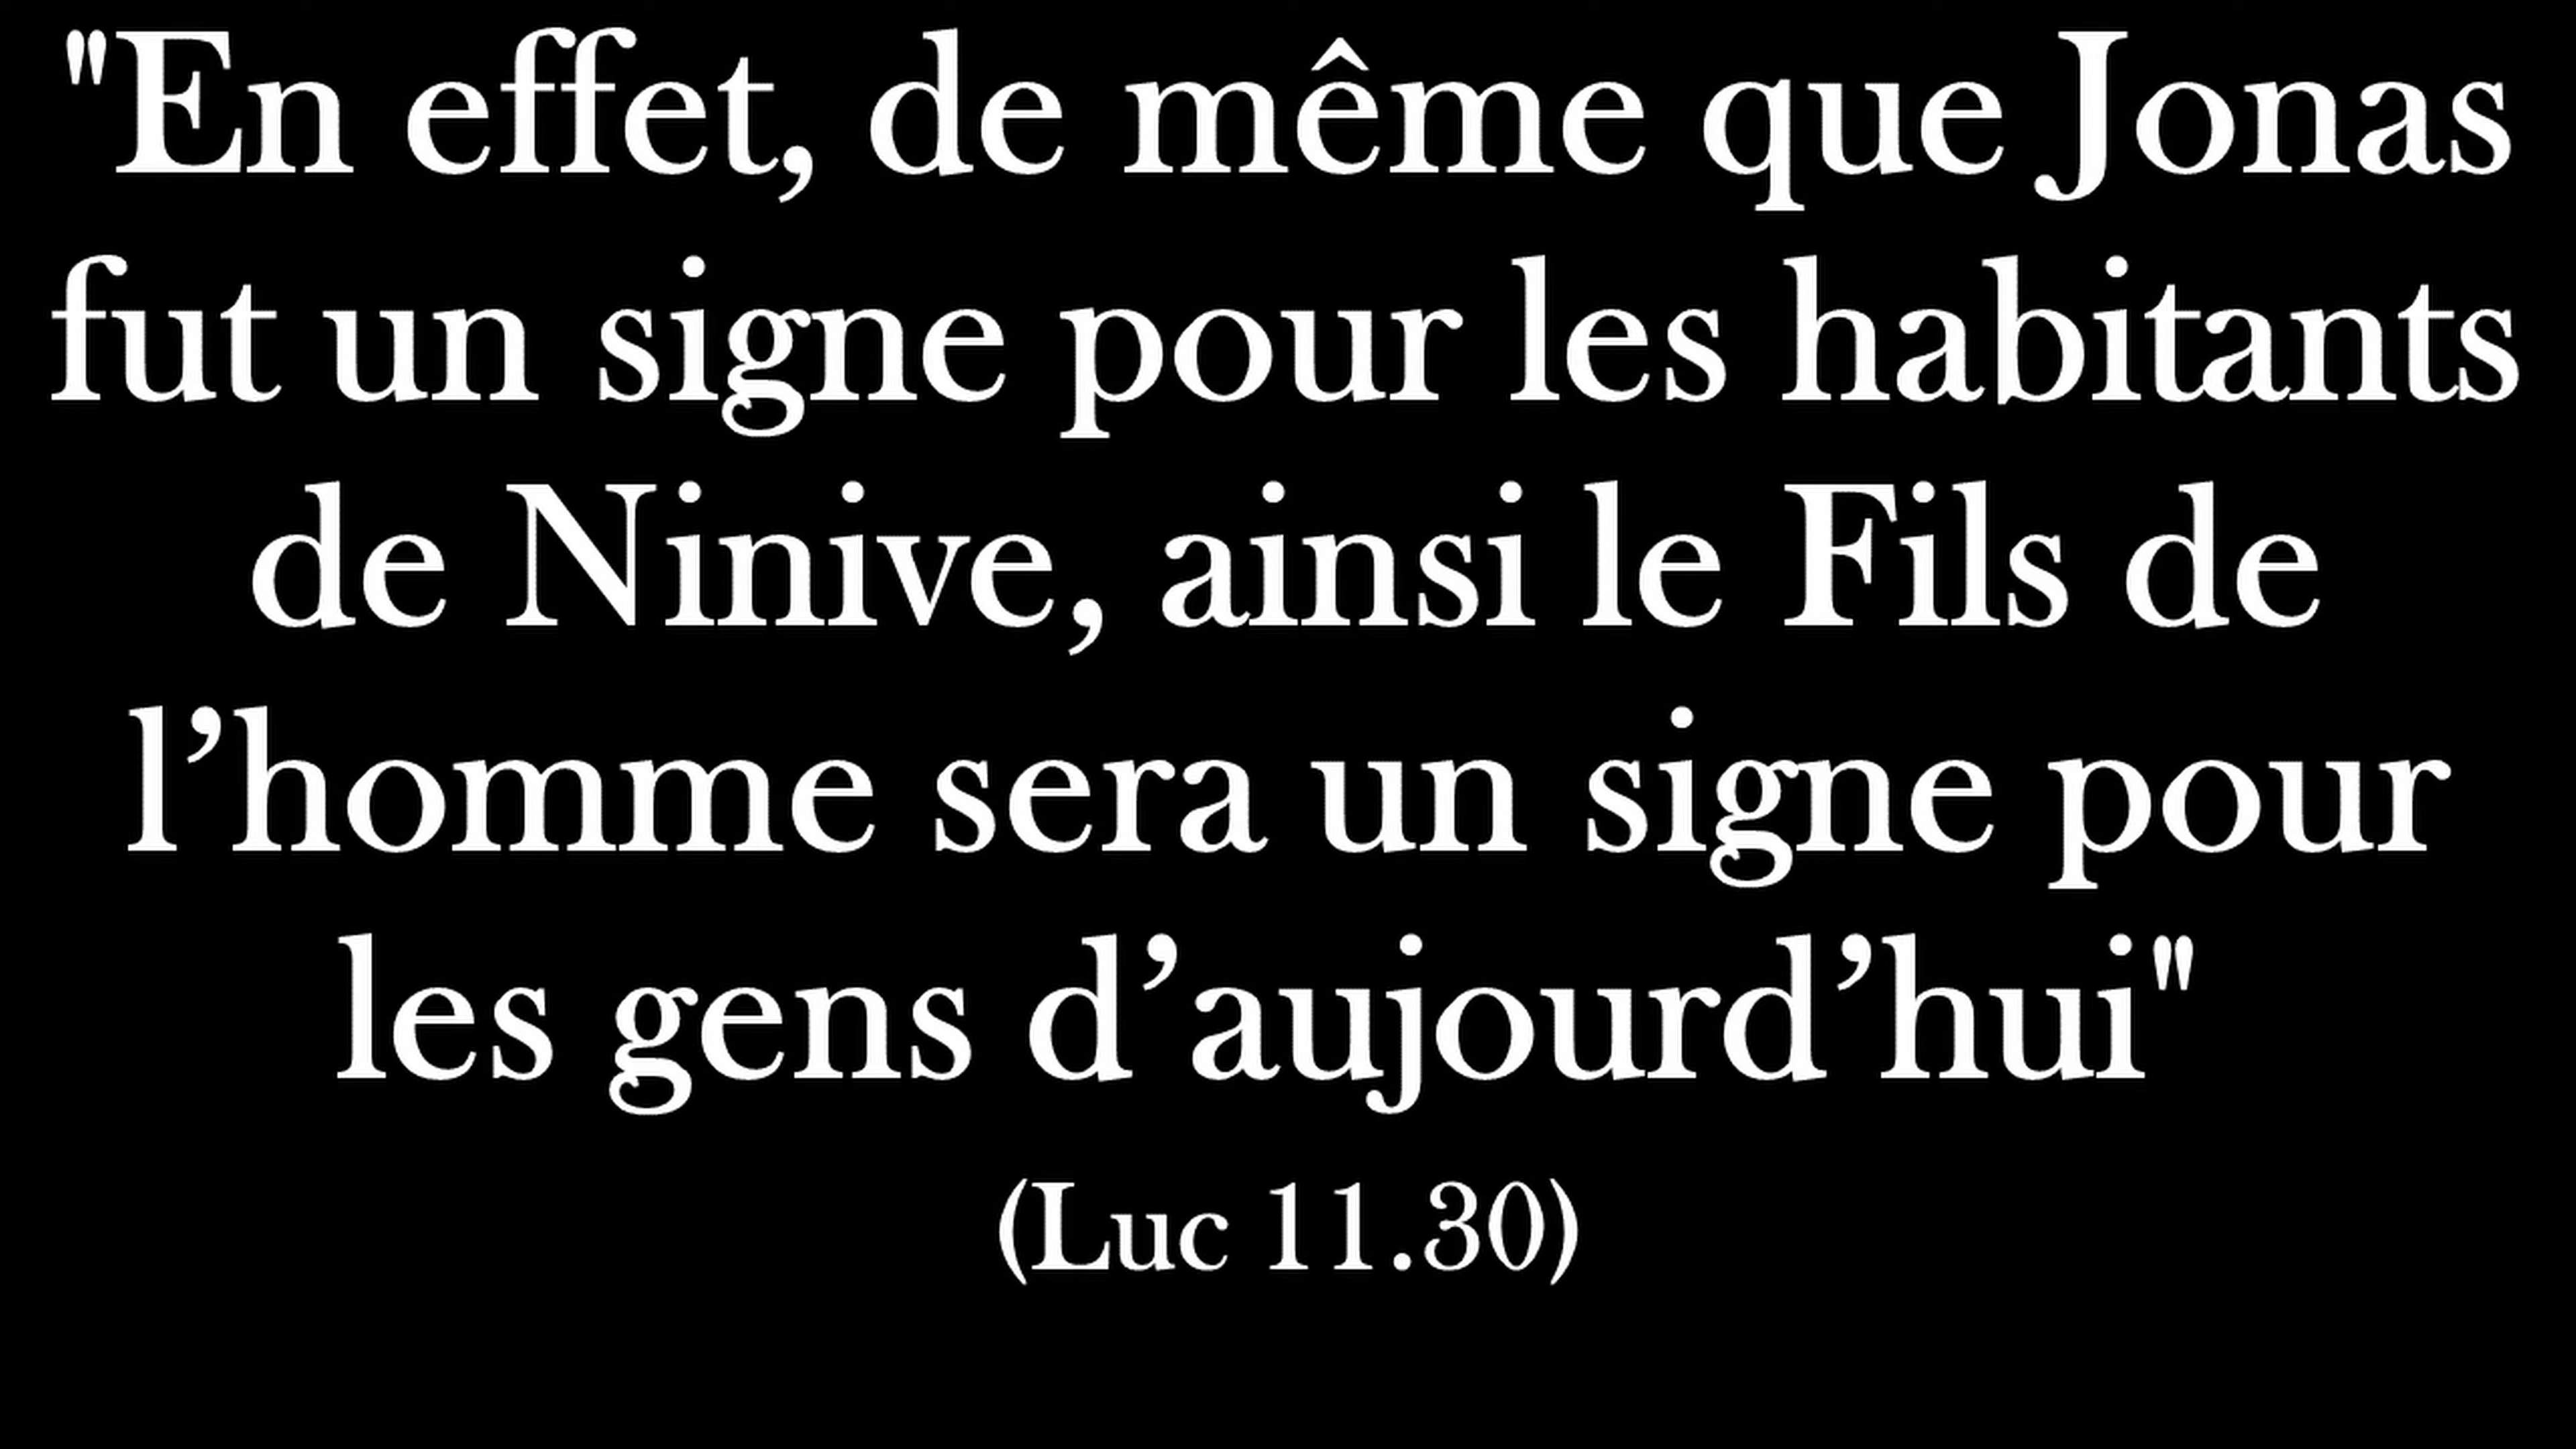 "En effet, de même que Jonas
fut un signe pour les habitants
de Ninive, ainsi le Fils de
l’homme sera un signe pour
les gens d’aujourd’hui"
(Luc 11.30)